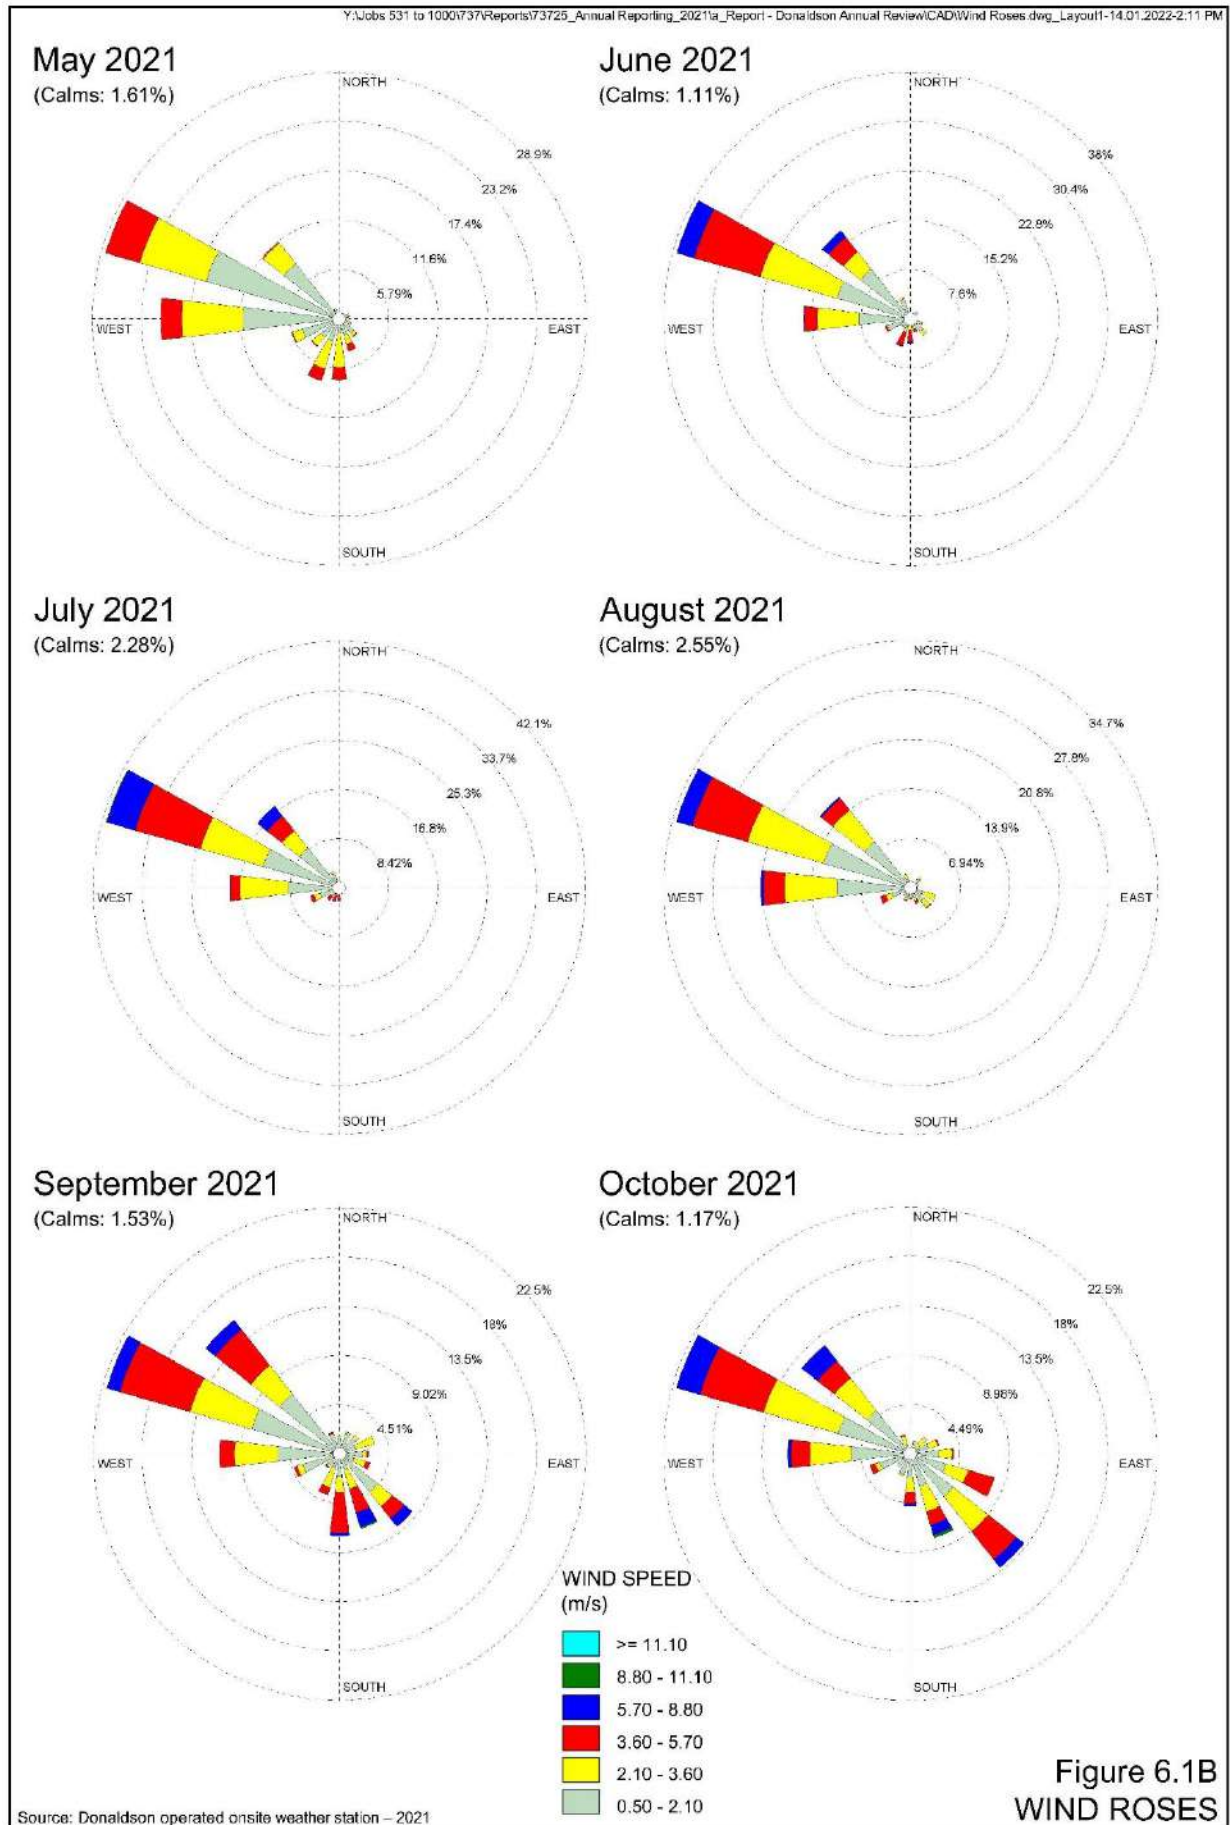 Y:\Jobs 531 to 1000\737\Reports\73725_Annual Reporting_2021\a_Report - Donaldson Annual Review\CAD\Wind Roses.dwg_Layout1-14.01.2022-2:11 PM
May 2021
(Calms: 1.61%)
NORTH
28.9%
23.2%
17.4%
11.6%
5.79%
WEST
EAST
SOUTH
June 2021
(Calms: 1.11%)
NORTH
38%
30.4%
22.8%
15.2%
7.6%
WEST
EAST
SOUTH
July 2021
(Calms: 2.28%)
NORTH
42.1%
33.7%
25.3%
16.8%
8.42%
WEST
EAST
SOUTH
August 2021
(Calms: 2.55%)
NORTH
34.7%
27.8%
20.8%
13.9%
6.94%
WEST
EAST
SOUTH
September 2021
(Calms: 1.53%)
NORTH
22.5%
18%
13.5%
9.02%
4.51%
WEST
EAST
SOUTH
October 2021
(Calms: 1.17%)
NORTH
22.5%
18%
13.5%
8.98%
4.49%
WEST
EAST
SOUTH
WIND SPEED
(m/s)
>= 11.10
8.80 - 11.10
5.70 - 8.80
3.60 - 5.70
2.10 - 3.60
0.50 - 2.10
Source: Donaldson operated onsite weather station – 2021
Figure 6.1B
WIND ROSES